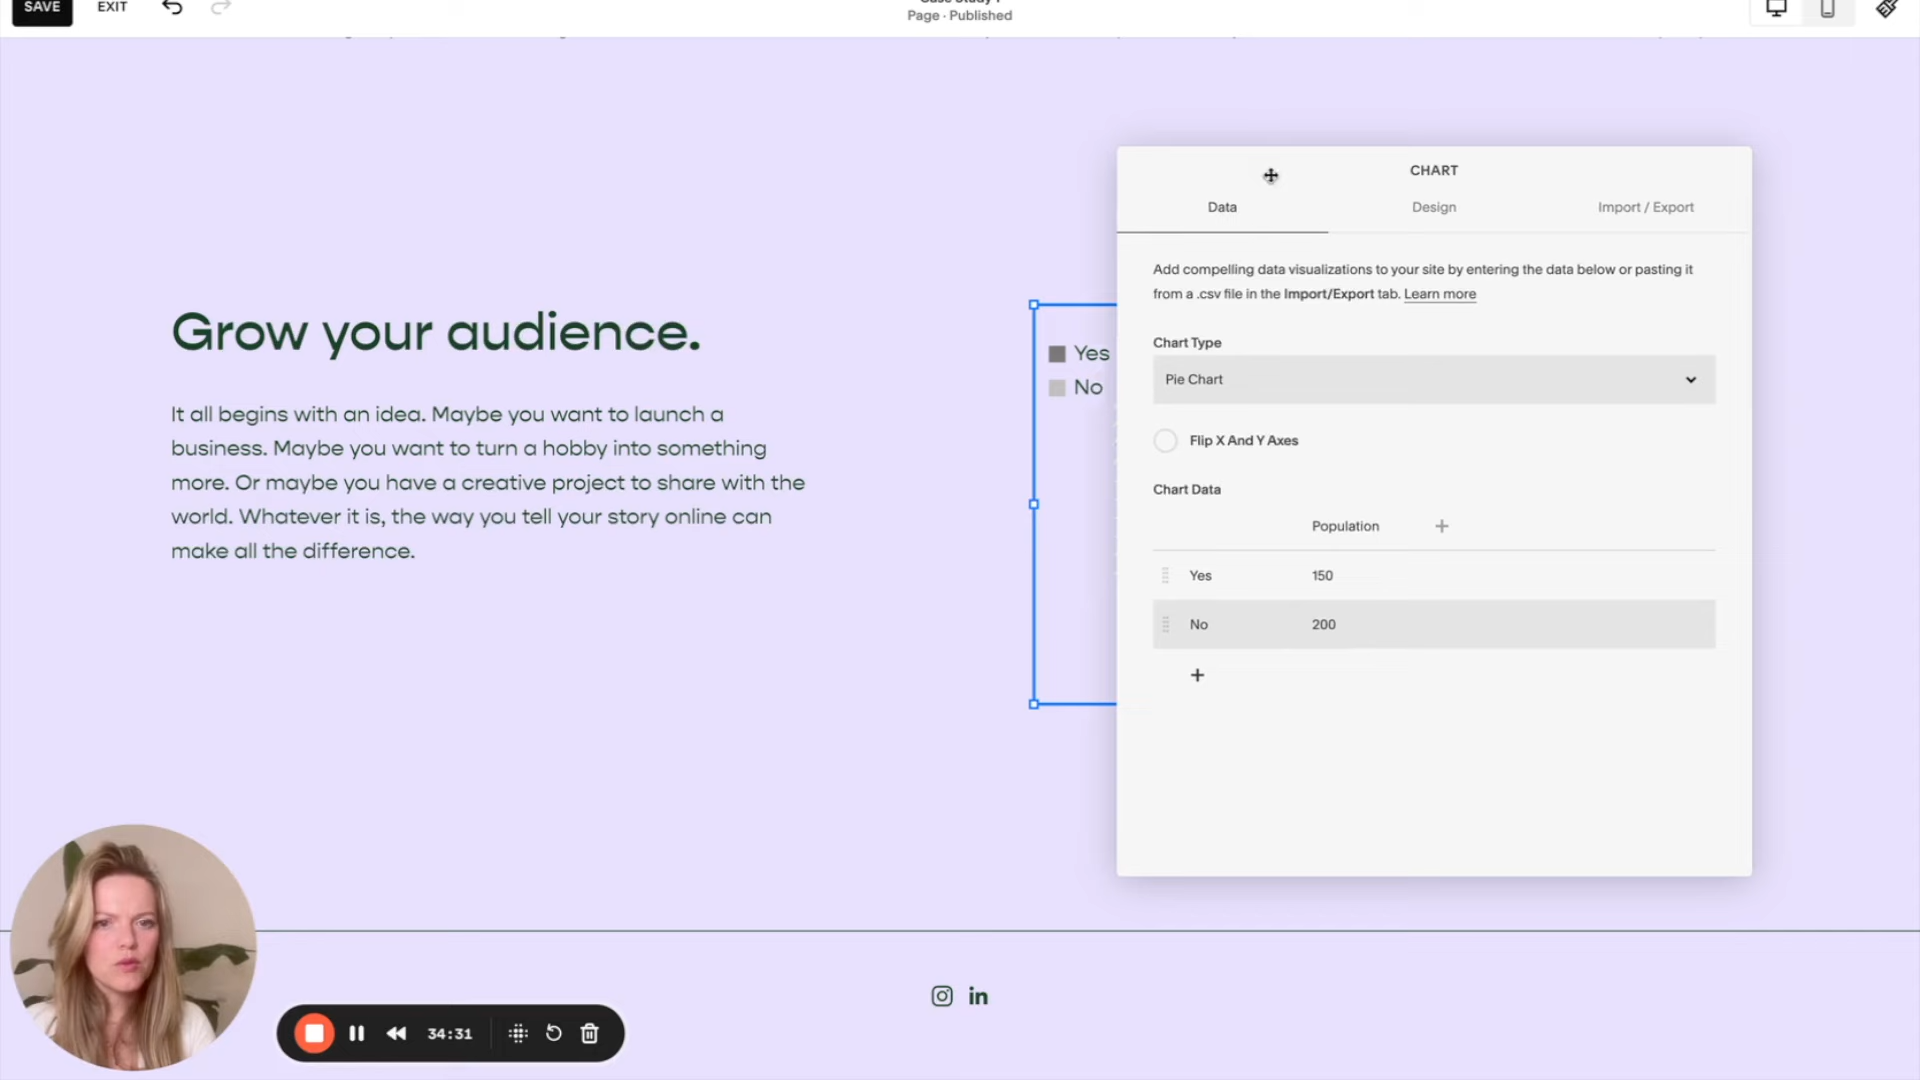 SAVE
EXIT
Case Study 1
Page · Published
CHART
Data
Design
Import / Export
Add compelling data visualizations to your site by entering the data below or pasting it
from a .csv file in the Import/Export tab. Learn more
Chart Type
Pie Chart
Flip X And Y Axes
Chart Data
Population
Yes
150
No
200
Grow your audience.
It all begins with an idea. Maybe you want to launch a
business. Maybe you want to turn a hobby into something
more. Or maybe you have a creative project to share with the
world. Whatever it is, the way you tell your story online can
make all the difference.
Yes
No
in
34:31